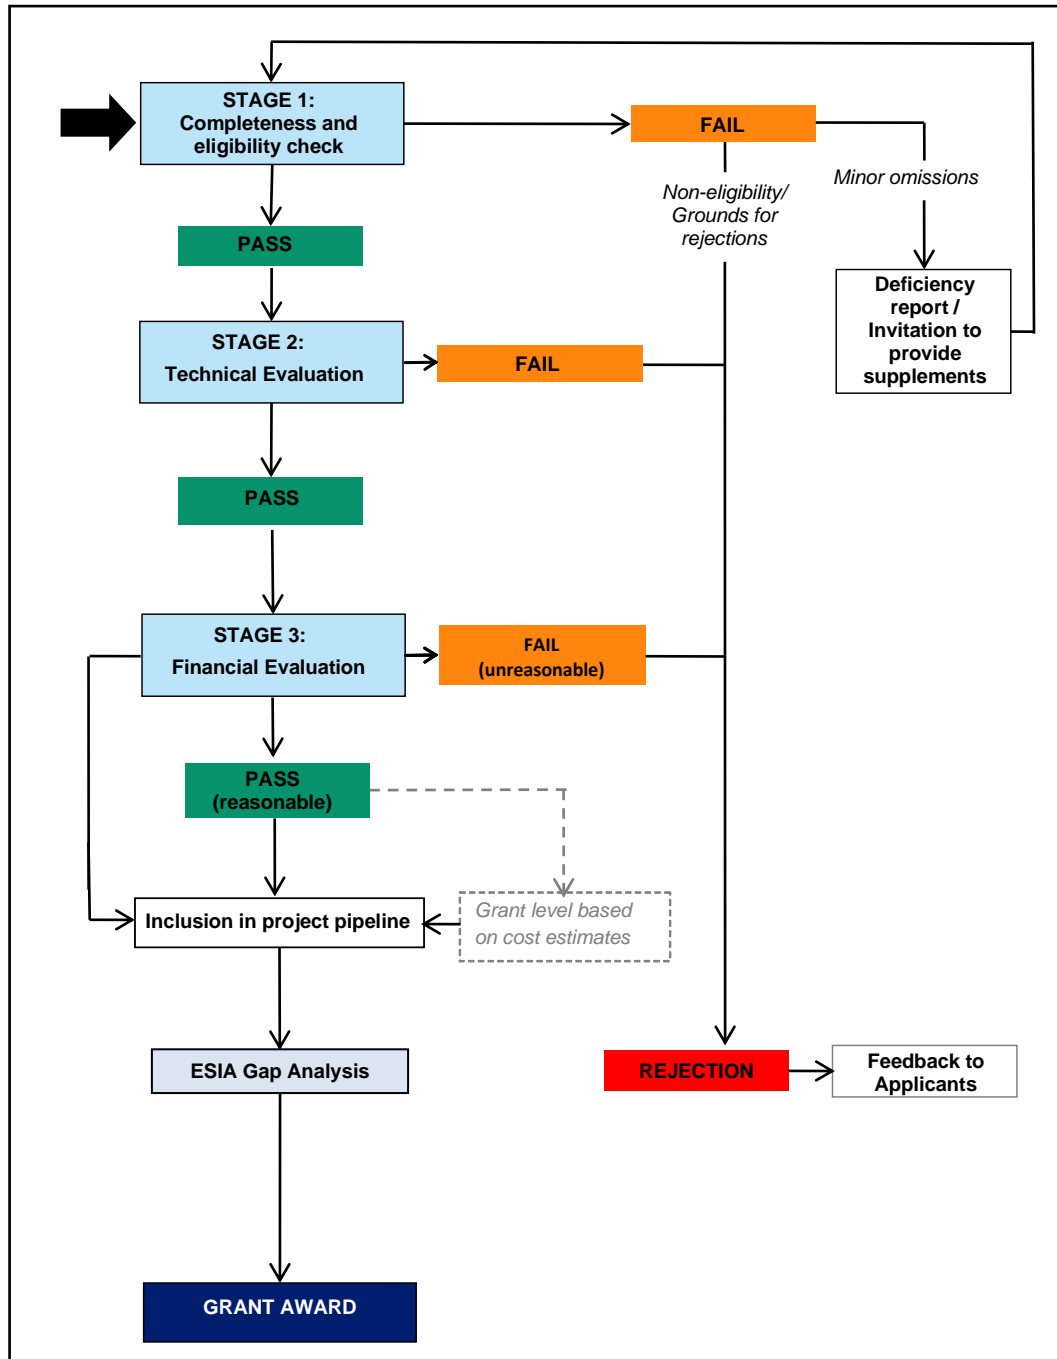 STAGE 1:
Completeness and
eligibility check
FAIL
Non-eligibility/
Grounds for
rejections
Minor omissions
PASS
Deficiency
report /
Invitation to
provide
supplements
STAGE 2:
Technical Evaluation
FAIL
PASS
STAGE 3:
Financial Evaluation
FAIL
(unreasonable)
PASS
(reasonable)
Inclusion in project pipeline
Grant level based
on cost estimates
ESIA Gap Analysis
REJECTION
Feedback to
Applicants
GRANT AWARD